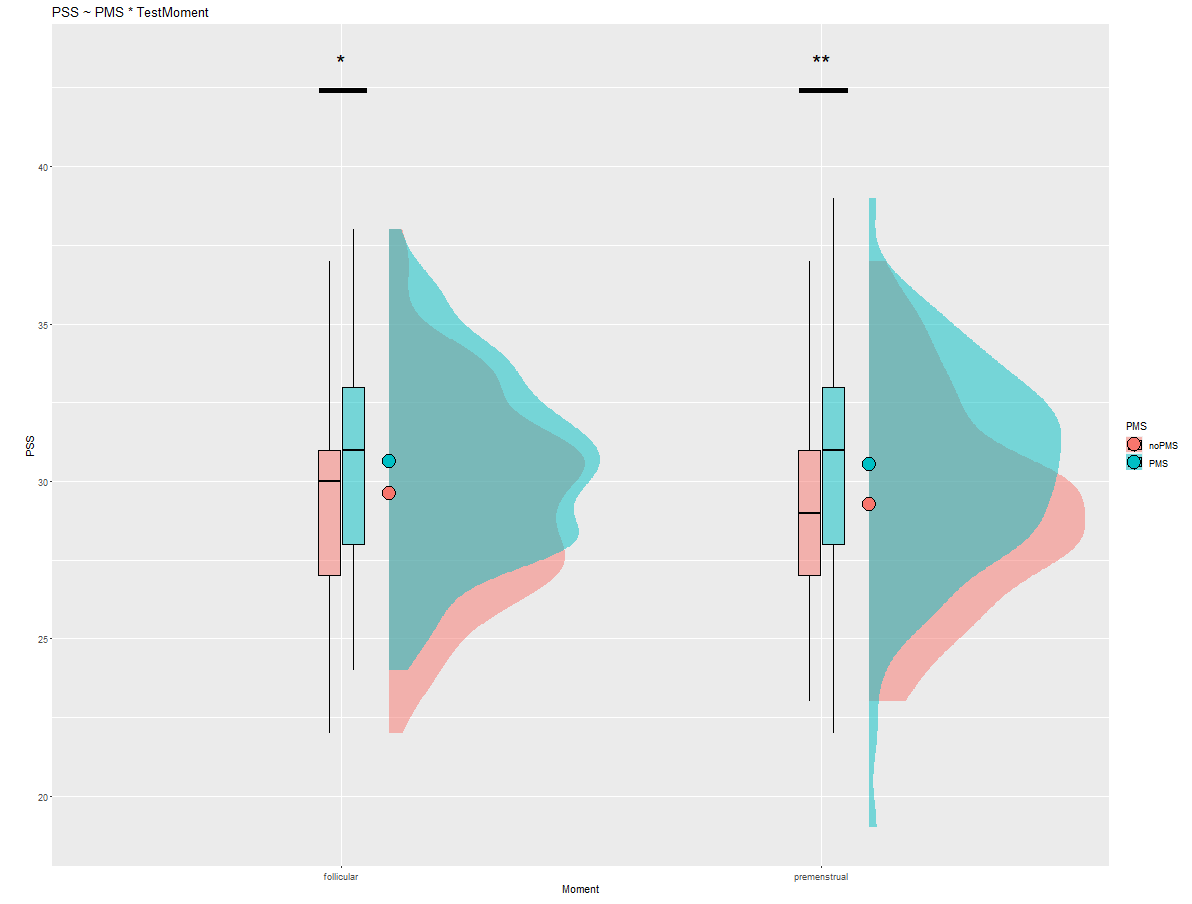 PSS ~ PMS * TestMoment
*
**
40
35
30
25
20
PSS
follicular
premenstrual
Moment
PMS
noPMS
PMS